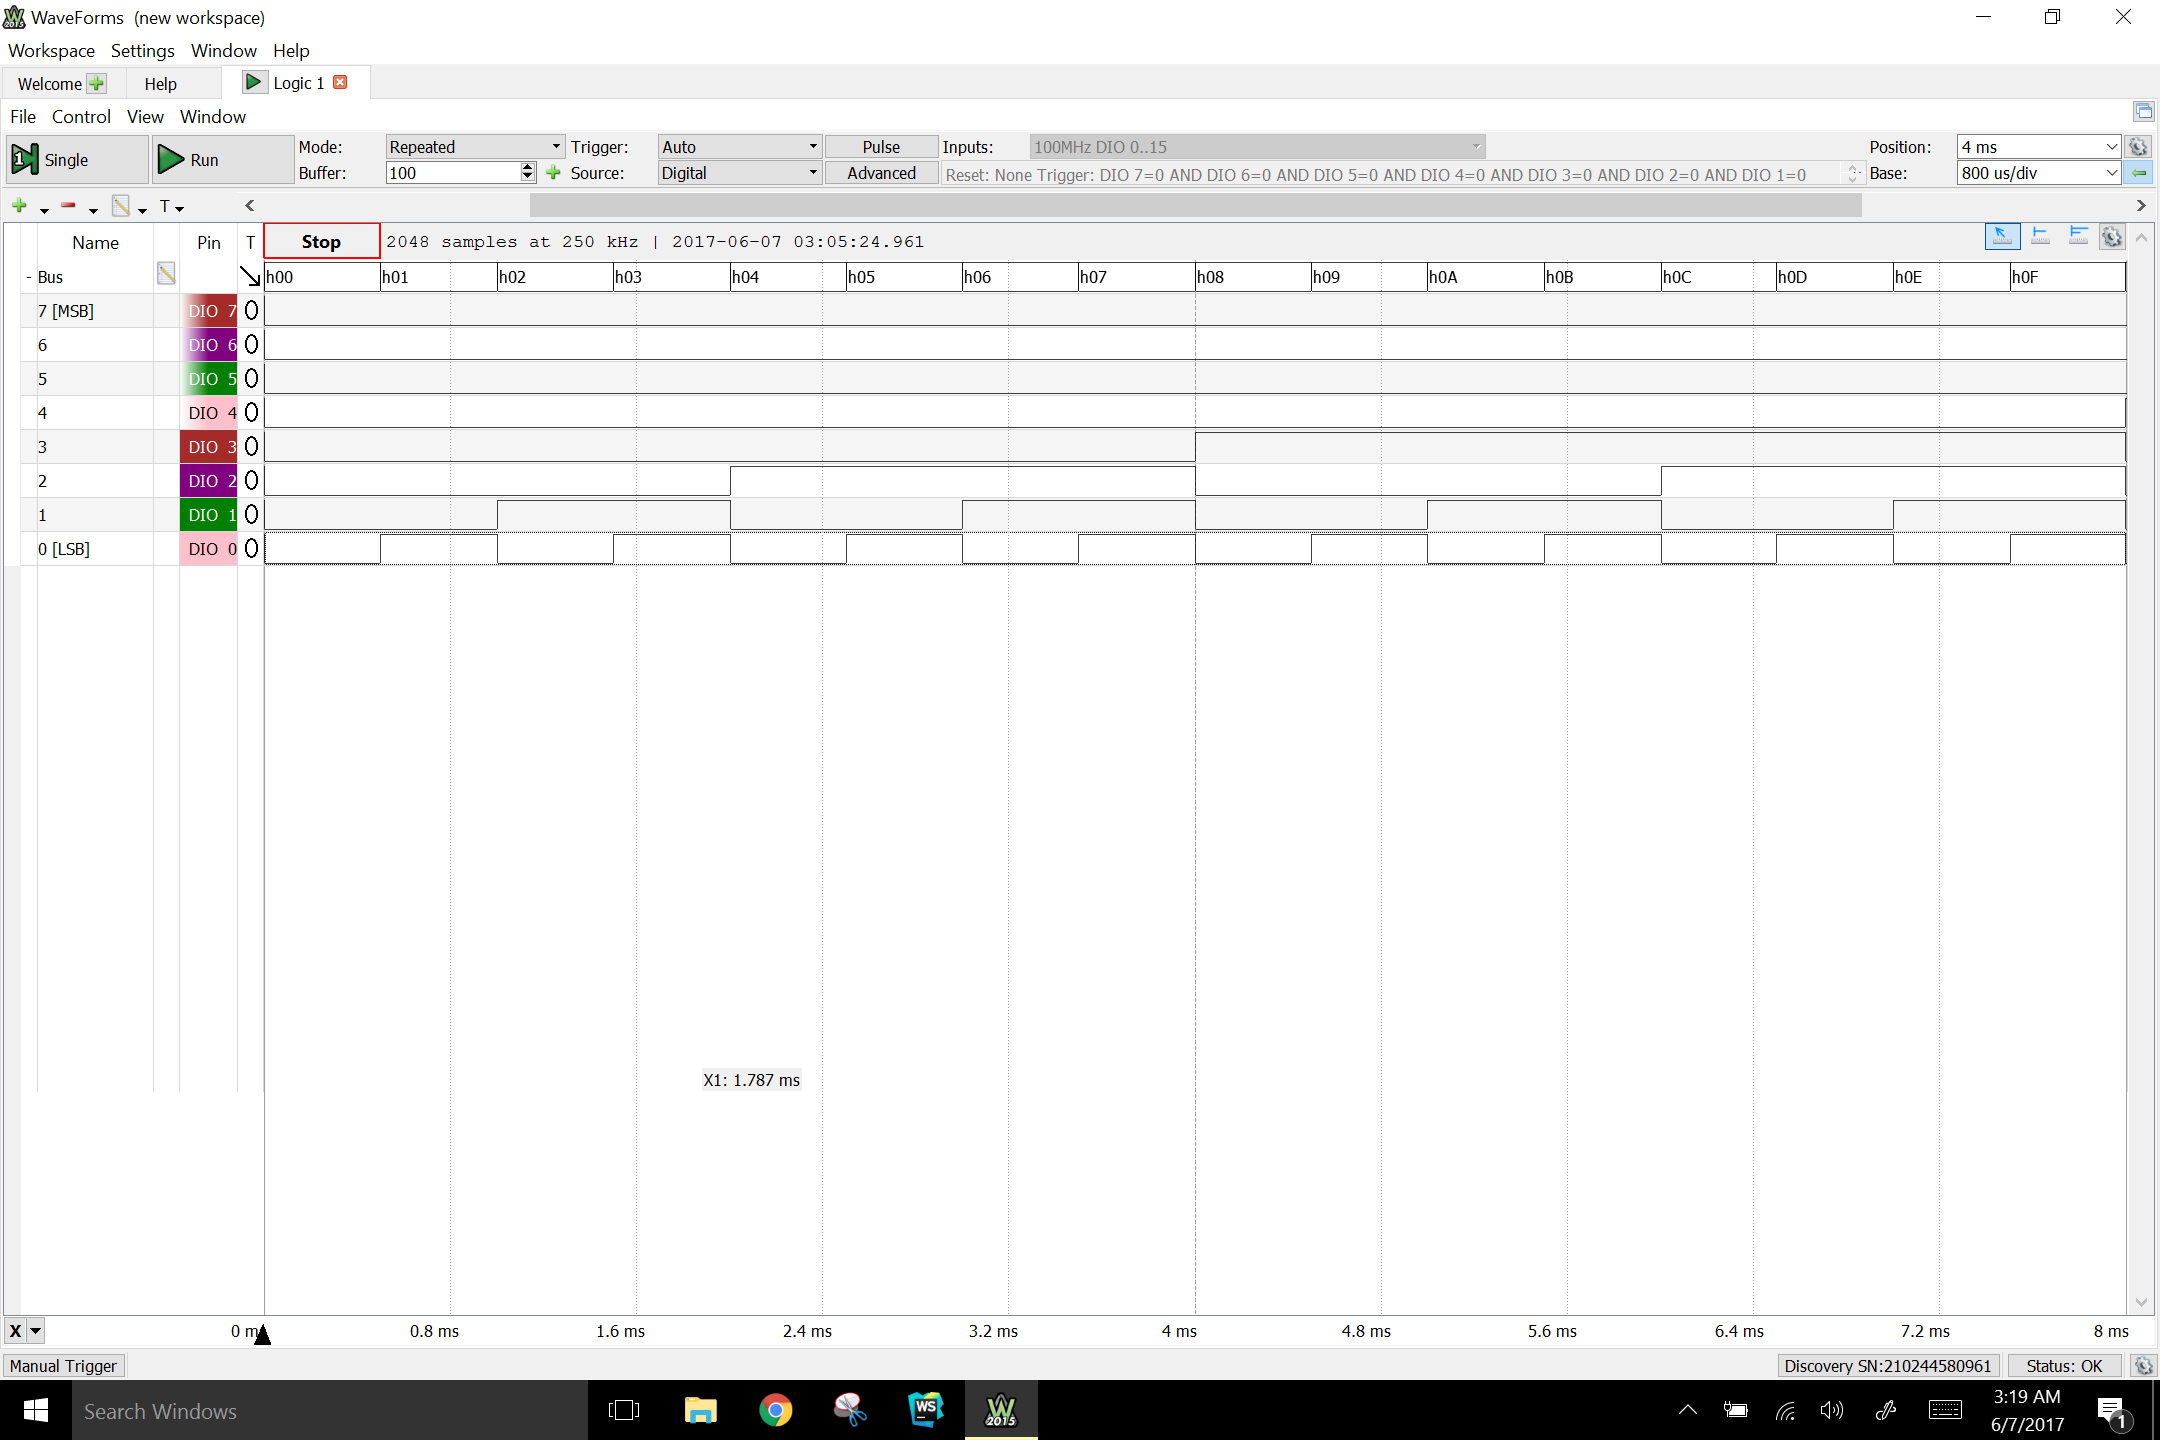 WaveForms (new workspace)
Workspace Settings Window Help
Welcome Help Logic 1
File Control View Window
Single Run Mode: Repeated Trigger: Auto Pulse Inputs: 100MHz DIO 0..15 Position: 4 ms
Buffer: 100 Source: Digital Advanced Reset: None Trigger: DIO 7=0 AND DIO 6=0 AND DIO 5=0 AND DIO 4=0 AND DIO 3=0 AND DIO 2=0 AND DIO 1=0 Base: 800 us/div
T
Name Pin T Stop 2048 samples at 250 kHz | 2017-06-07 03:05:24.961
- Bus h00 h01 h02 h03 h04 h05 h06 h07 h08 h09 h0A h0B h0C h0D h0E h0F
7 [MSB] DIO 7 0
6 DIO 6 0
5 DIO 5 0
4 DIO 4 0
3 DIO 3 0
2 DIO 2 0
1 DIO 1 0
0 [LSB] DIO 0 0
X1: 1.787 ms
X 0 m 0.8 ms 1.6 ms 2.4 ms 3.2 ms 4 ms 4.8 ms 5.6 ms 6.4 ms 7.2 ms 8 ms
Manual Trigger Discovery SN:210244580961 Status: OK
Search Windows WS W 2015 3:19 AM
6/7/2017 1